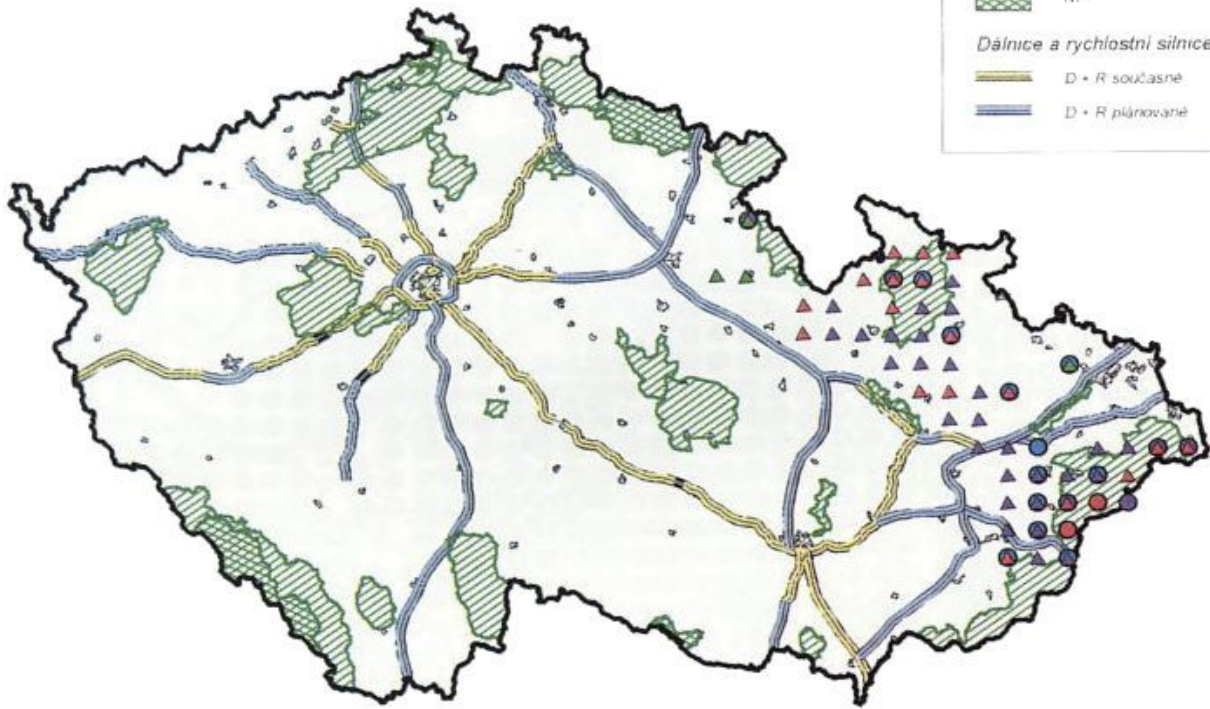 Dálnice a rychlostní silnice
D + R současné
D + R plánované